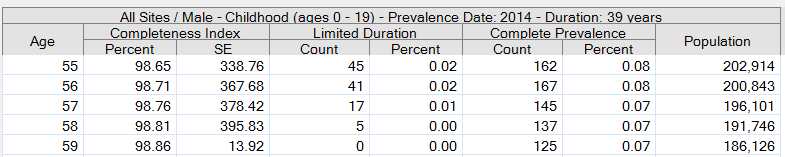 All Sites / Male - Childhood (ages 0 - 19) - Prevalence Date: 2014 - Duration: 39 years
Age Completeness Index Limited Duration Complete Prevalence Population
Percent SE Count Percent Count Percent
55 98.65 338.76 45 0.02 162 0.08 202,914
56 98.71 367.68 41 0.02 167 0.08 200,843
57 98.76 378.42 17 0.01 145 0.07 196,101
58 98.81 395.83 5 0.00 137 0.07 191,746
59 98.86 13.92 0 0.00 125 0.07 186,126